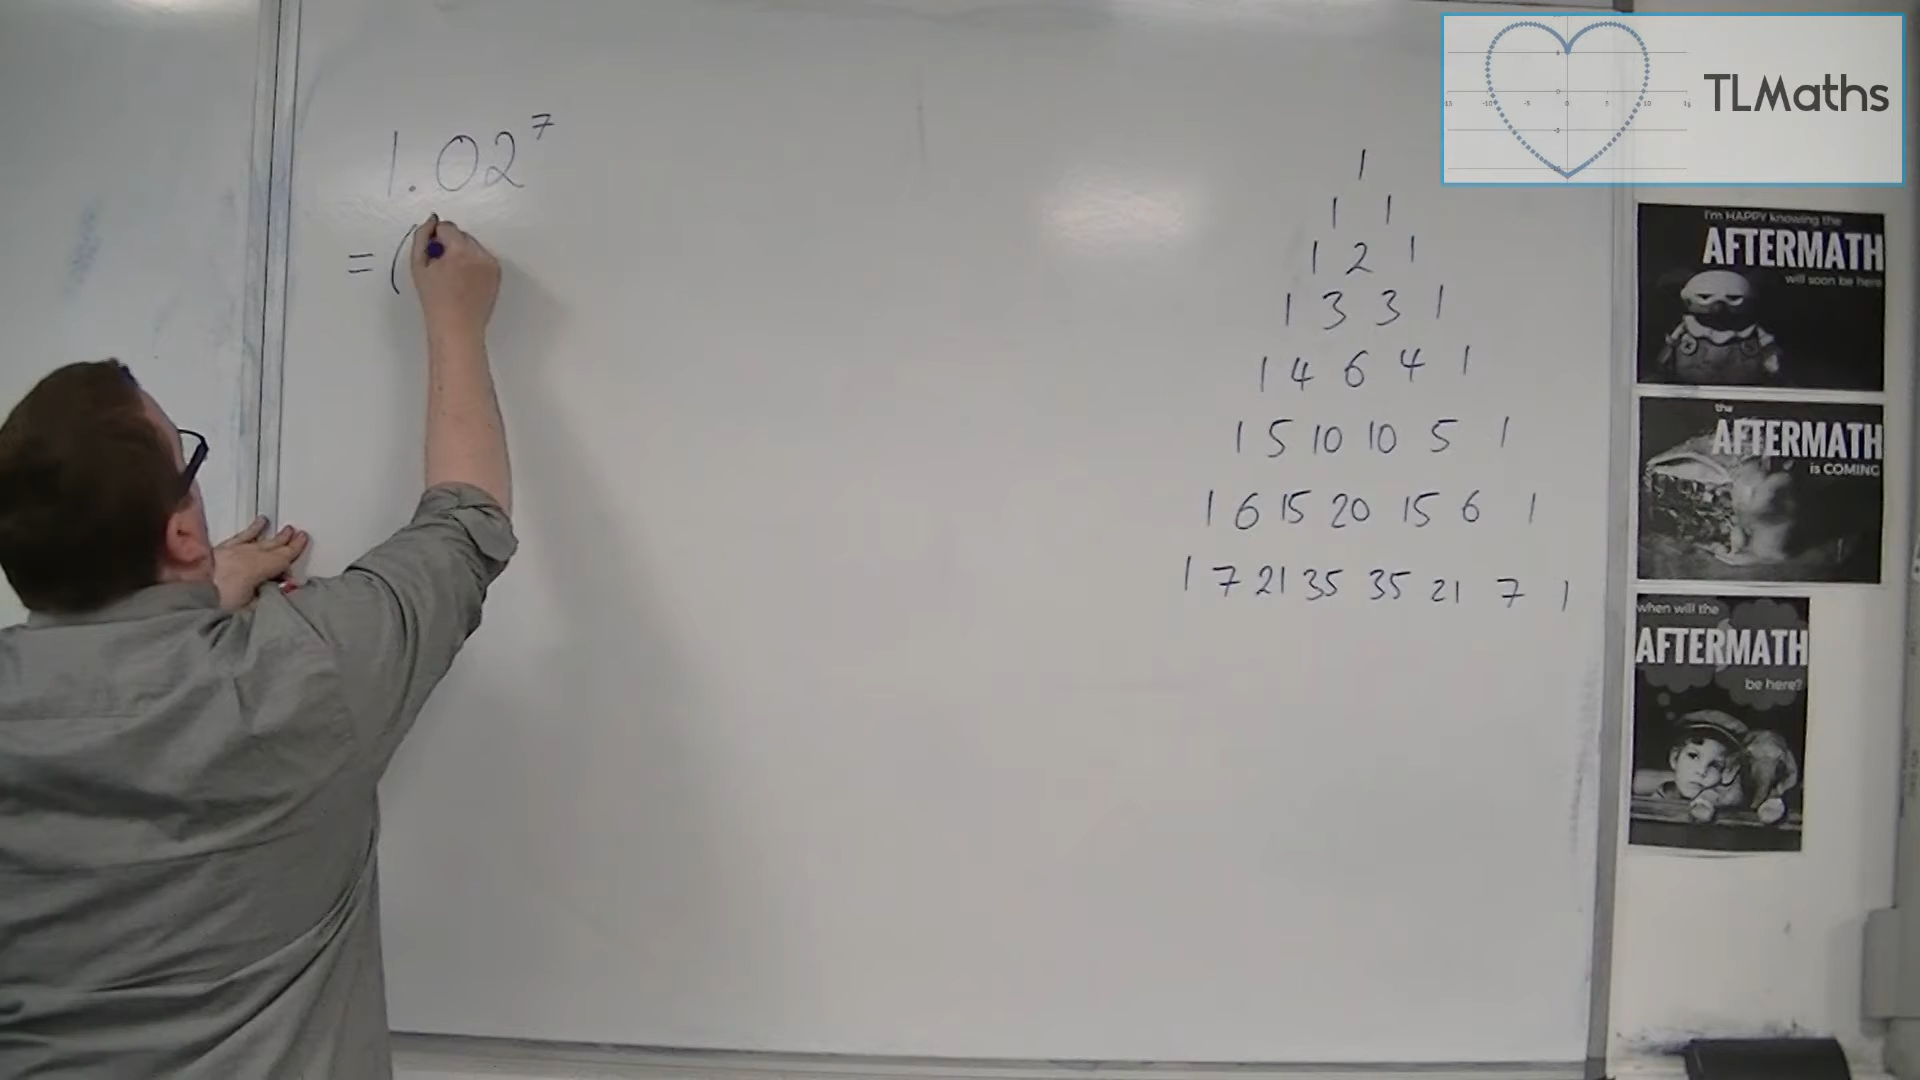 1.02⁷
= (
1
1 1
1 2 1
1 3 3 1
1 4 6 4 1
1 5 10 10 5 1
1 6 15 20 15 6 1
1 7 21 35 35 21 7 1
TLMaths
I'm HAPPY knowing the
AFTERMATH
will soon be here
the
AFTERMATH
is COMING
when will the
AFTERMATH
be here?